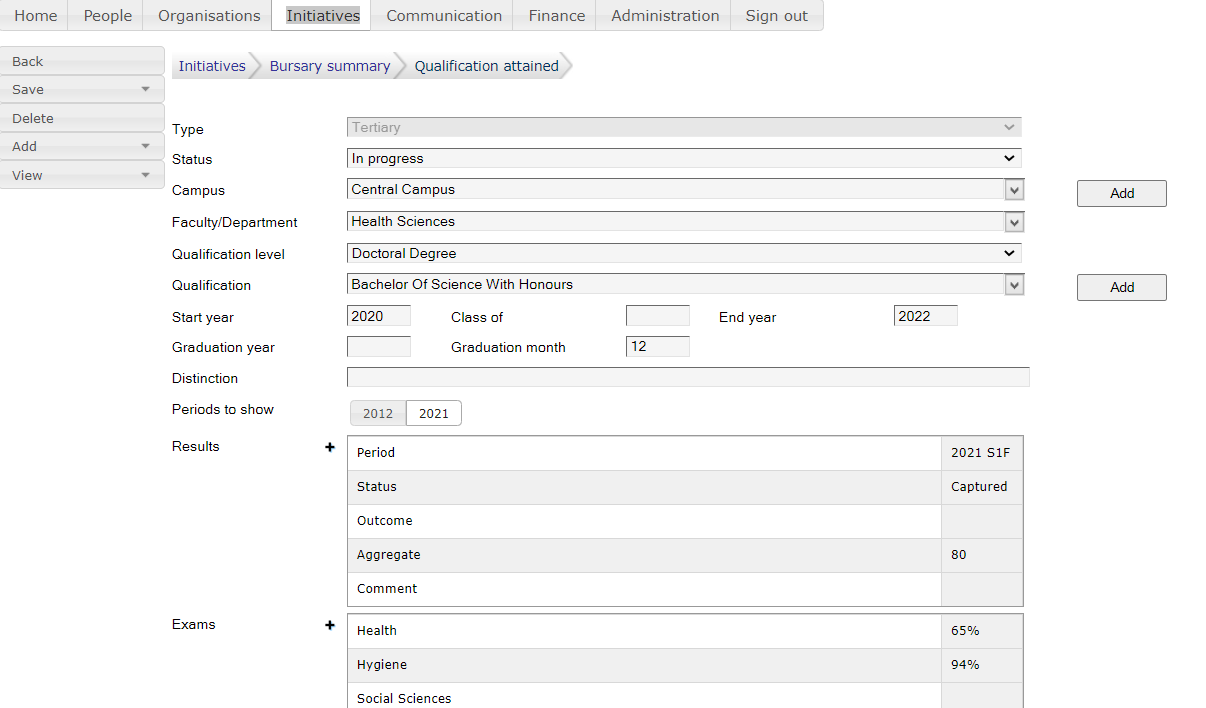 Home People Organisations Initiatives Communication Finance Administration Sign out
Back
Save
Delete
Add
View
Initiatives Bursary summary Qualification attained
Type Tertiary
Status In progress
Campus Central Campus Add
Faculty/Department Health Sciences
Qualification level Doctoral Degree
Qualification Bachelor Of Science With Honours Add
Start year 2020 Class of End year 2022
Graduation year Graduation month 12
Distinction
Periods to show 2012 2021
Results + Period 2021 S1F
Status Captured
Outcome
Aggregate 80
Comment
Exams + Health 65%
Hygiene 94%
Social Sciences